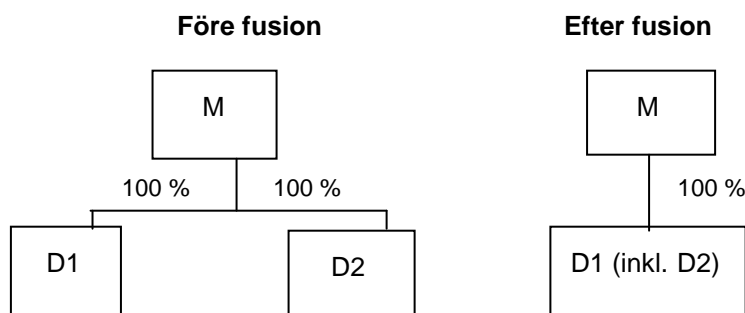 Före fusion
Efter fusion
M
M
100 %
100 %
100 %
D1
D2
D1 (inkl. D2)